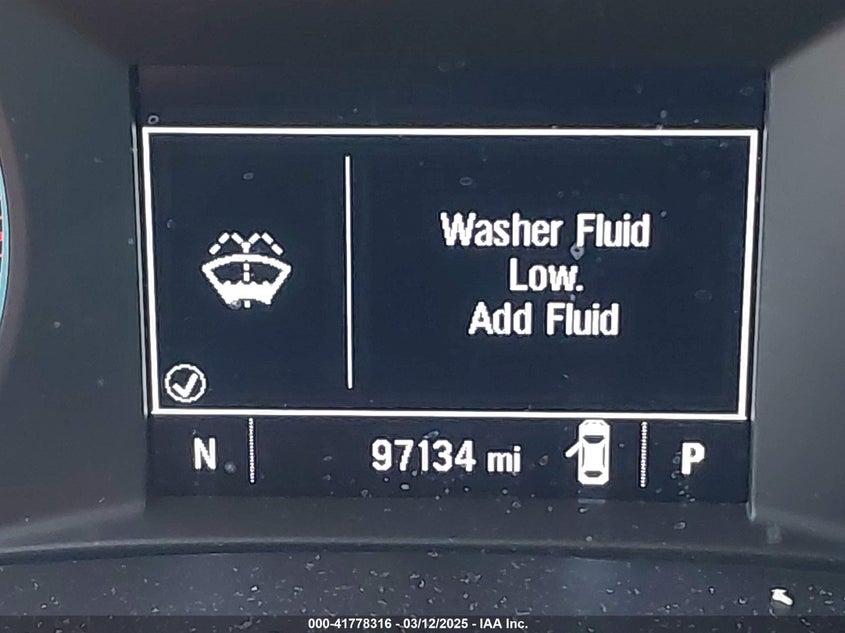 Washer Fluid
Low.
Add Fluid
N 97134 mi P
000-41778316 - 03/12/2025 - IAA Inc.